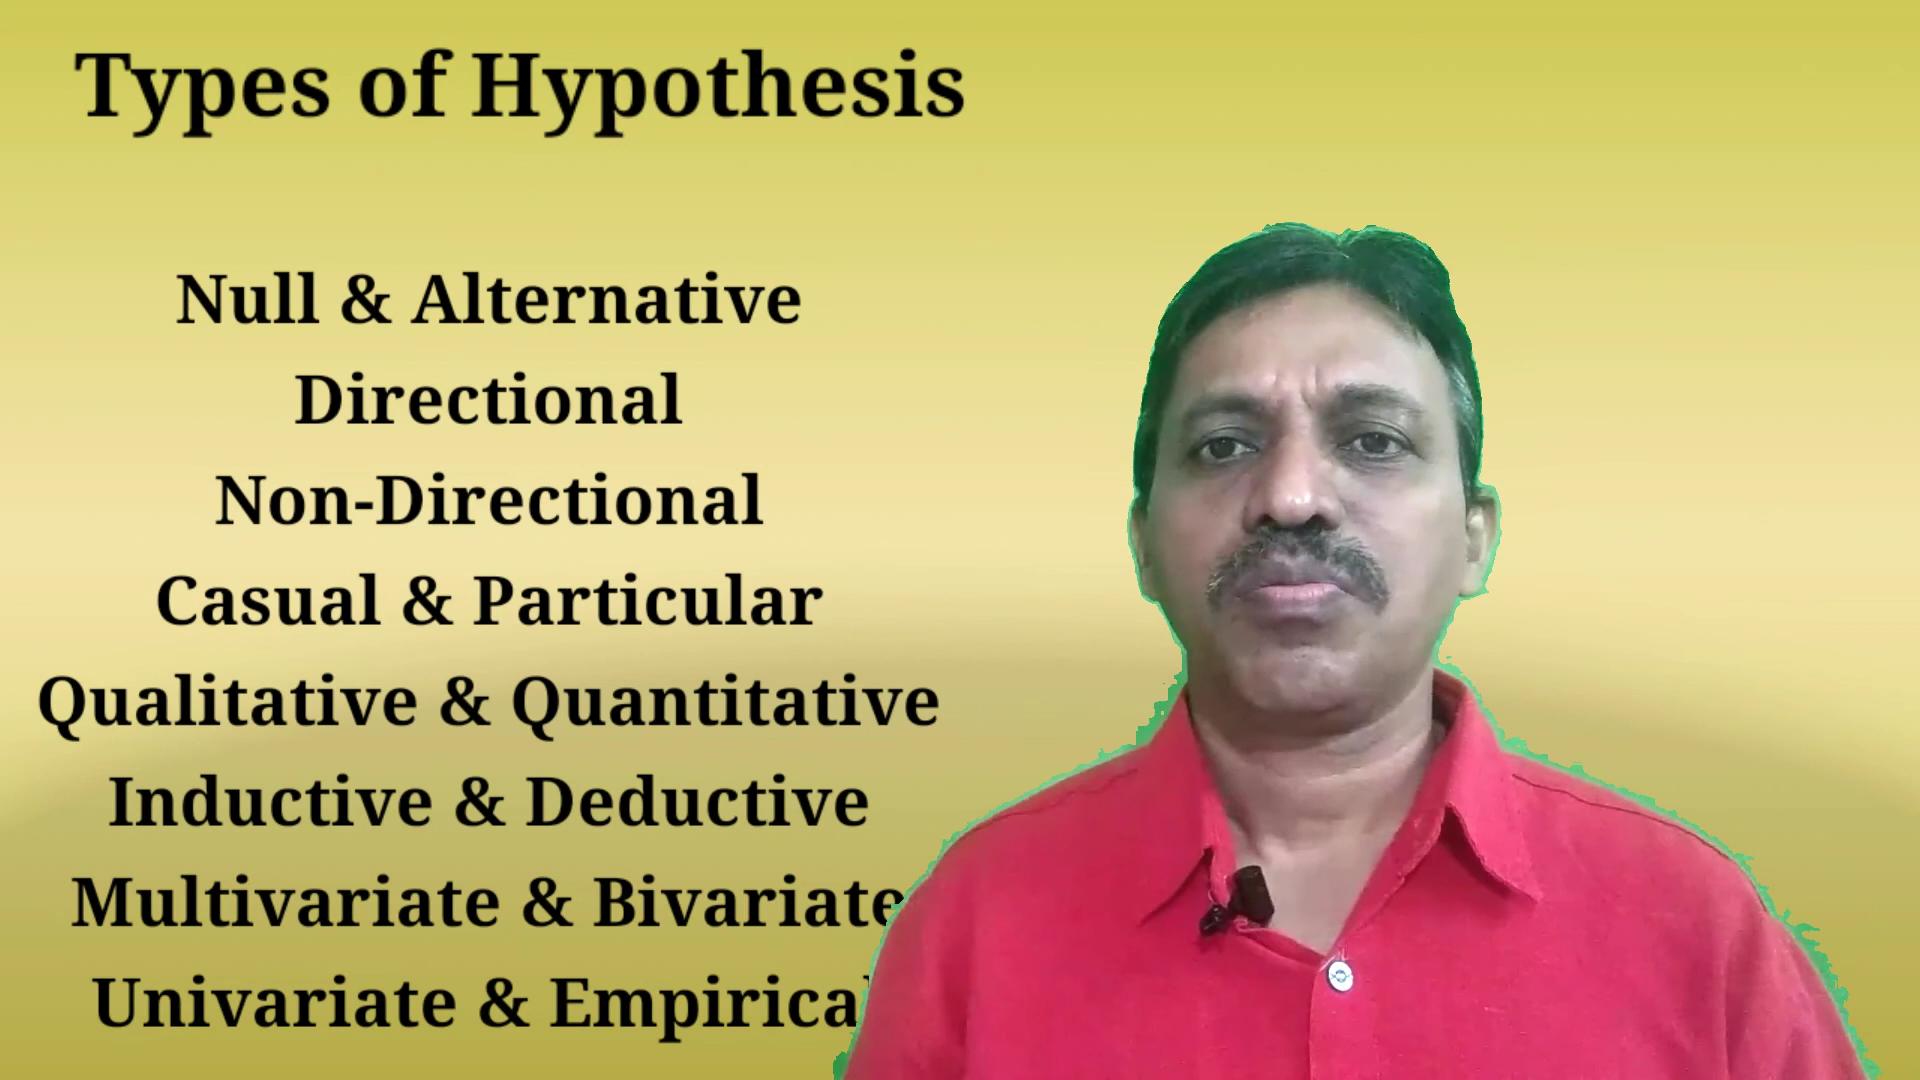 Types of Hypothesis
Null & Alternative
Directional
Non-Directional
Casual & Particular
Qualitative & Quantitative
Inductive & Deductive
Multivariate & Bivariate
Univariate & Empirical